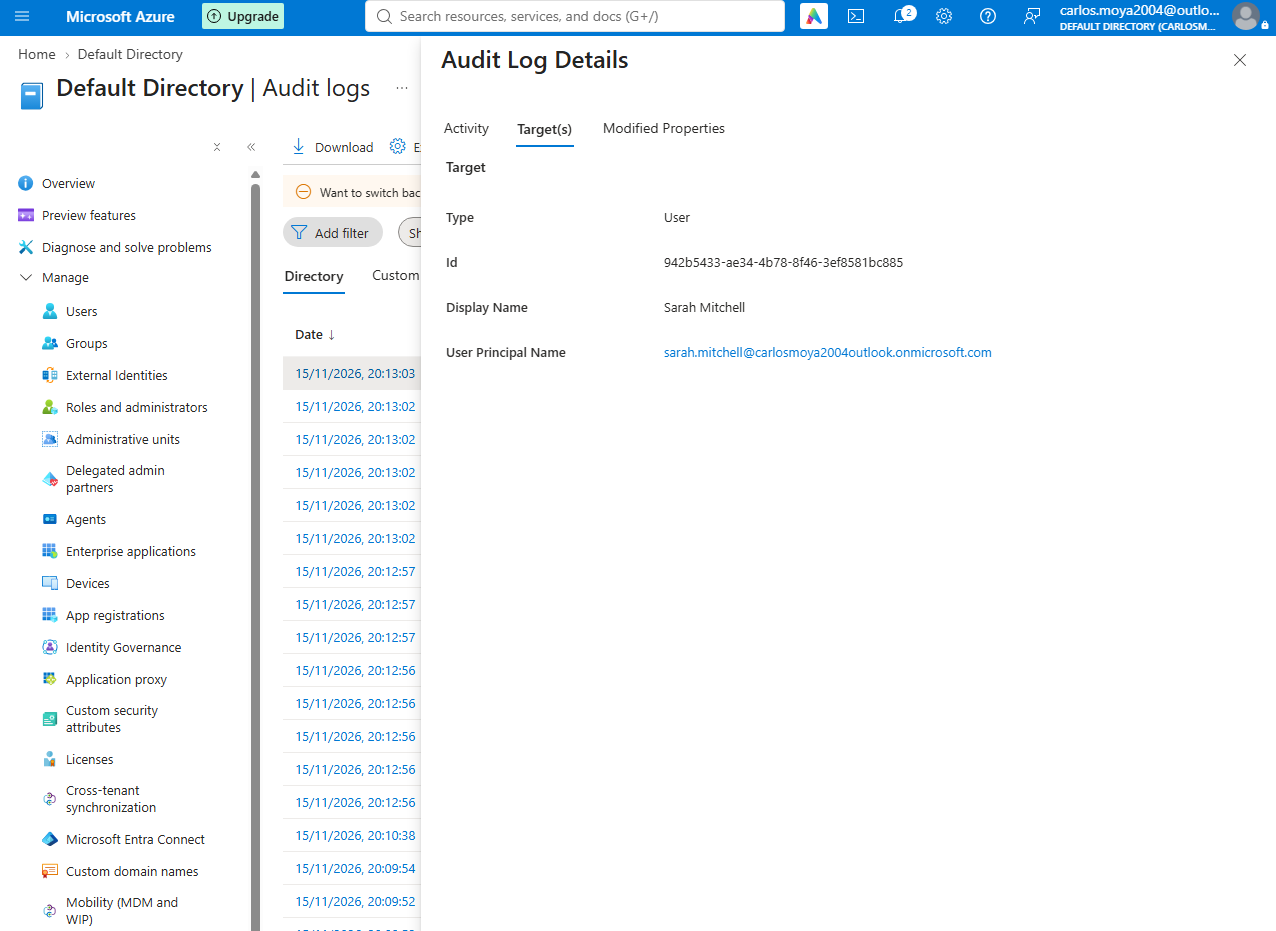 Microsoft Azure
Upgrade
Search resources, services, and docs (G+/)
2
carlos.moya2004@outlo...
DEFAULT DIRECTORY (CARLOSM...
Home > Default Directory
Default Directory | Audit logs
...
Overview
Preview features
Diagnose and solve problems
Manage
Users
Groups
External Identities
Roles and administrators
Administrative units
Delegated admin
partners
Agents
Enterprise applications
Devices
App registrations
Identity Governance
Application proxy
Custom security
attributes
Licenses
Cross-tenant
synchronization
Microsoft Entra Connect
Custom domain names
Mobility (MDM and
WIP)
Download
Want to switch bac
Add filter
Directory
Custom
Date ↓
15/11/2026, 20:13:03
15/11/2026, 20:13:02
15/11/2026, 20:13:02
15/11/2026, 20:13:02
15/11/2026, 20:13:02
15/11/2026, 20:13:02
15/11/2026, 20:12:57
15/11/2026, 20:12:57
15/11/2026, 20:12:57
15/11/2026, 20:12:56
15/11/2026, 20:12:56
15/11/2026, 20:12:56
15/11/2026, 20:12:56
15/11/2026, 20:12:56
15/11/2026, 20:10:38
15/11/2026, 20:09:54
15/11/2026, 20:09:52
Audit Log Details
Activity
Target(s)
Modified Properties
Target
Type User
Id 942b5433-ae34-4b78-8f46-3ef8581bc885
Display Name Sarah Mitchell
User Principal Name sarah.mitchell@carlosmoya2004outlook.onmicrosoft.com